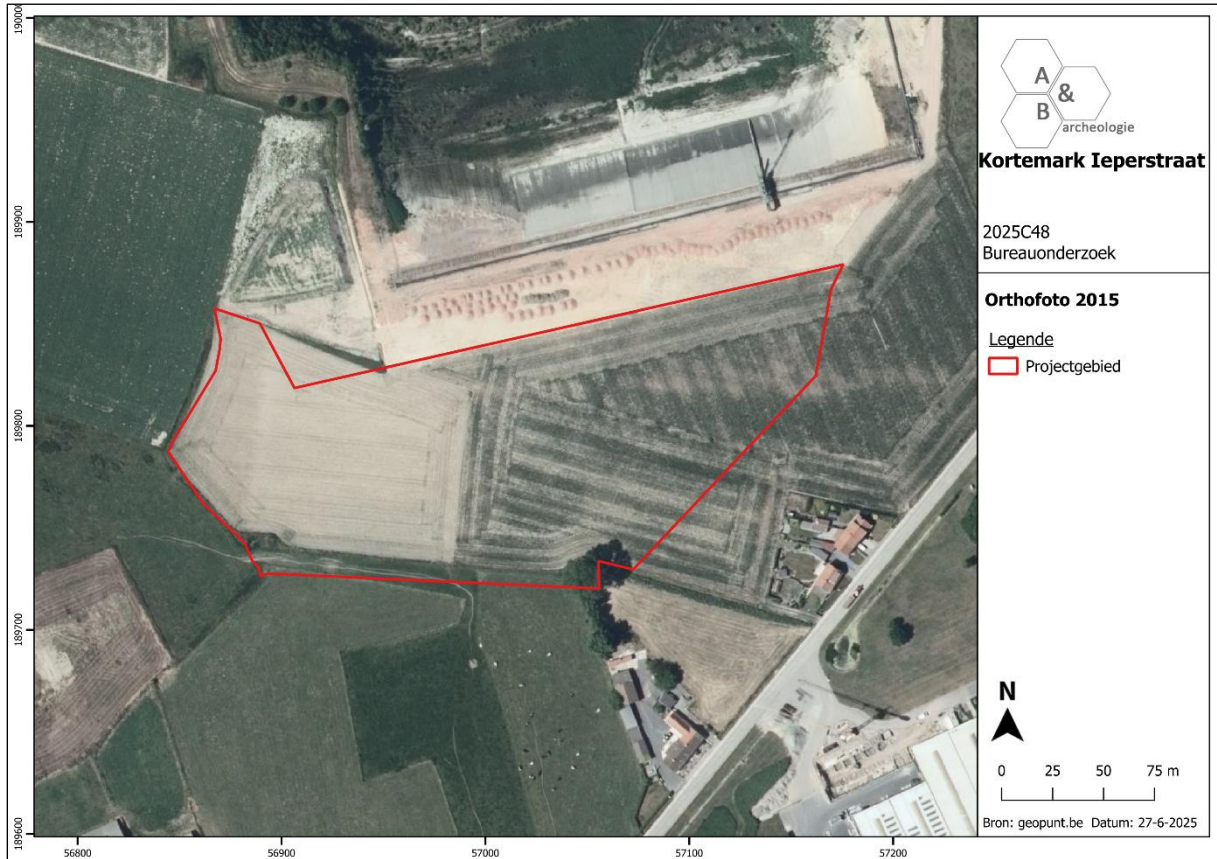 A
&
B
archeologie
Kortemark Ieperstraat
2025C48
Bureauonderzoek
Orthofoto 2015
Legende
Projectgebied
N
0 25 50 75 m
Bron: geopunt.be Datum: 27-6-2025
19000
189900
189800
189700
189600
56800 56900 57000 57100 57200